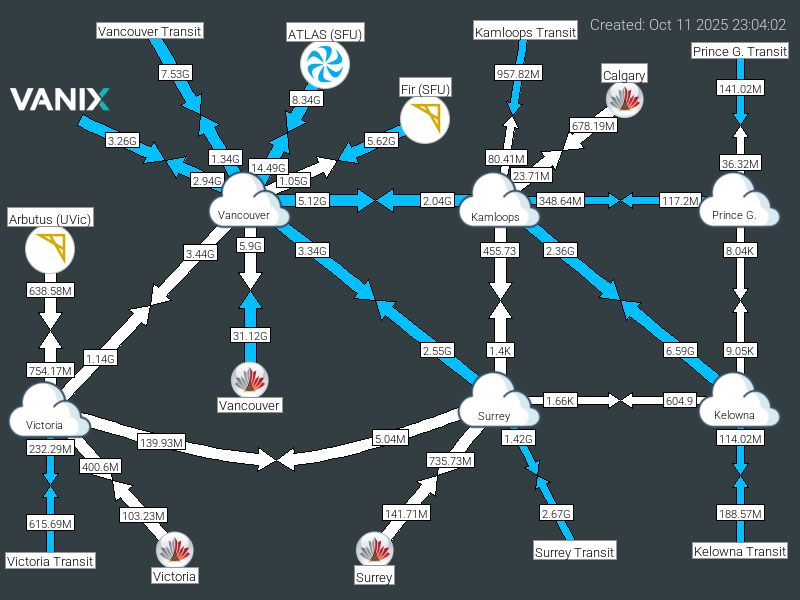 Created: Oct 11 2025 23:04:02
Vancouver Transit
ATLAS (SFU)
Kamloops Transit
Prince G. Transit
7.53G
957.82M
Calgary
141.02M
VANIX
8.34G
Fir (SFU)
3.26G
5.62G
678.19M
1.34G
14.49G
80.41M
36.32M
2.94G
1.05G
23.71M
Vancouver
5.12G
2.04G
Kamloops
348.64M
117.2M
Prince G.
Arbutus (UVic)
3.44G
5.9G
3.34G
455.73
2.36G
8.04K
638.58M
31.12G
754.17M
1.14G
2.55G
1.4K
6.59G
9.05K
Vancouver
Victoria
Surrey
1.66K
604.9
Kelowna
232.29M
139.93M
5.04M
1.42G
114.02M
400.6M
735.73M
615.69M
103.23M
141.71M
2.67G
188.57M
Victoria Transit
Victoria
Surrey
Surrey Transit
Kelowna Transit